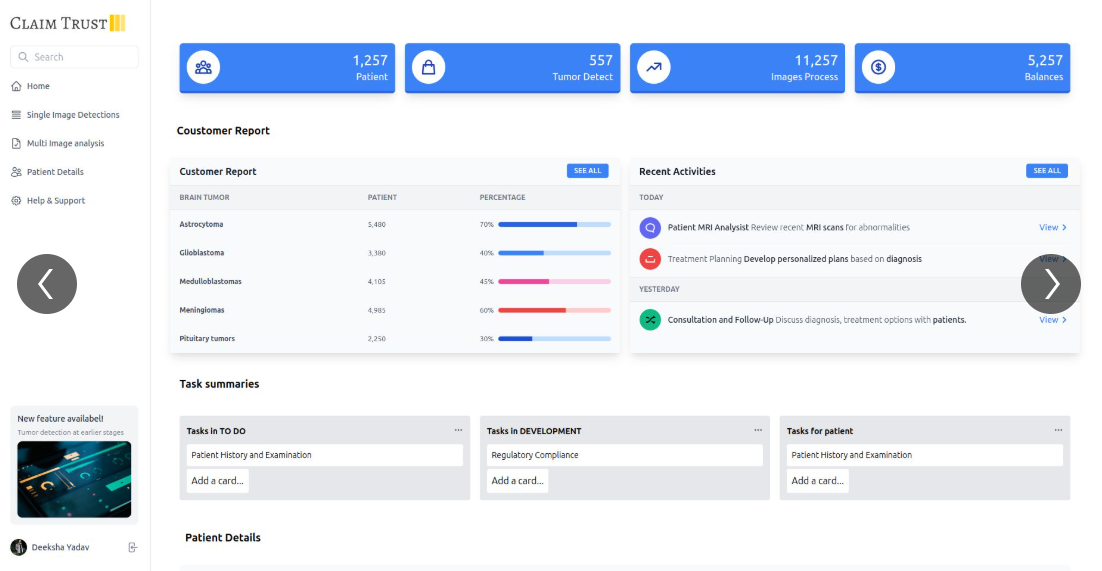 CLAIM TRUST
Search
Home
Single Image Detections
Multi Image analysis
Patient Details
Help & Support
New feature availabel!
Tumor detection at earlier stages
Deeksha Yadav
1,257
Patient
557
Tumor Detect
11,257
Images Process
5,257
Balances
Coustomer Report
Customer Report SEE ALL
BRAIN TUMOR PATIENT PERCENTAGE
Astrocytoma 5,480 70%
Glioblastoma 3,380 40%
Medulloblastomas 4,105 45%
Meningiomas 4,985 60%
Pituitary tumors 2,250 30%
Recent Activities SEE ALL
TODAY
Patient MRI Analyst Review recent MRI scans for abnormalities View
Treatment Planning Develop personalized plans based on diagnosis View
YESTERDAY
Consultation and Follow-Up Discuss diagnosis, treatment options with patients. View
Task summaries
Tasks in TO DO ...
Patient History and Examination
Add a card...
Tasks in DEVELOPMENT ...
Regulatory Compliance
Add a card...
Tasks for patient ...
Patient History and Examination
Add a card...
Patient Details